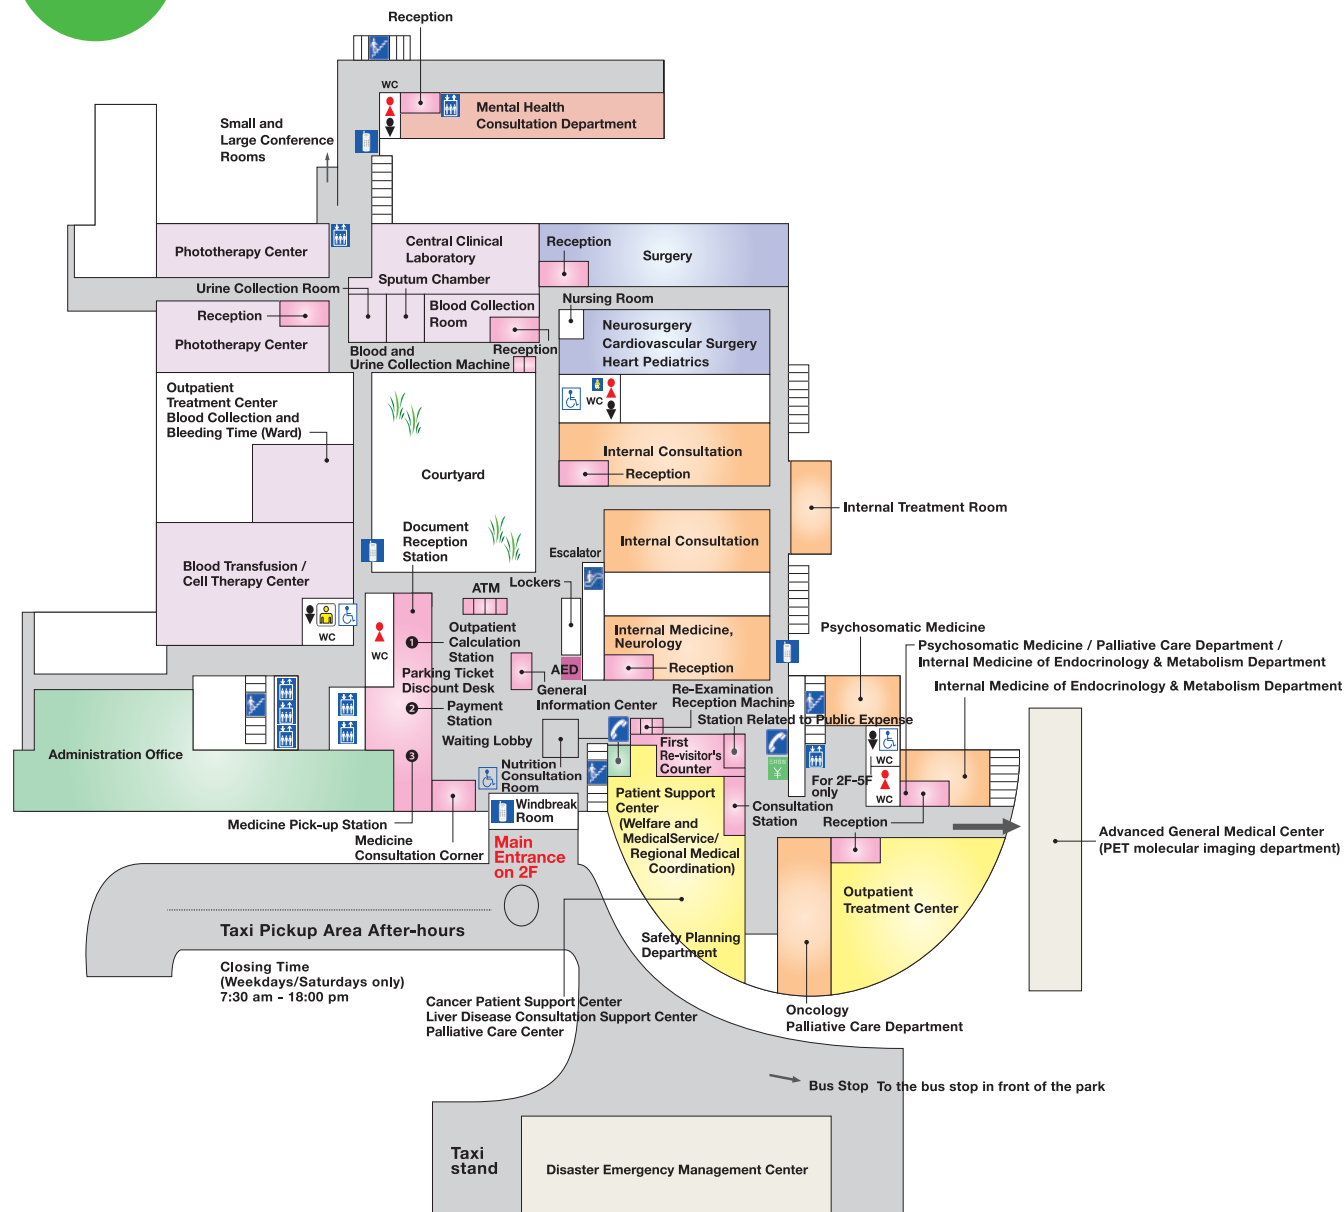 Reception
WC
Mental Health
Consultation Department
Small and
Large Conference
Rooms
Phototherapy Center
Central Clinical
Laboratory
Reception
Surgery
Sputum Chamber
Urine Collection Room
Blood Collection
Room
Nursing Room
Reception
Phototherapy Center
Neurosurgery
Cardiovascular Surgery
Heart Pediatrics
Reception
Blood and
Urine Collection Machine
Outpatient
Treatment Center
Blood Collection and
Bleeding Time (Ward)
WC
Internal Consultation
Reception
Courtyard
Internal Treatment Room
Document
Reception
Station
Internal Consultation
Escalator
Blood Transfusion /
Cell Therapy Center
Lockers
ATM
WC
1
Outpatient
Calculation
Station
WC
Internal Medicine,
Neurology
Psychosomatic Medicine
Psychosomatic Medicine / Palliative Care Department /
Internal Medicine of Endocrinology & Metabolism Department
AED
Reception
Parking Ticket
Discount Desk
General
Information Center
Re-Examination
Reception Machine
Internal Medicine of Endocrinology & Metabolism Department
2
Payment
Station
Station Related to Public Expense
Administration Office
Waiting Lobby
First
Re-visitor's
Counter
3
Nutrition
Consultation
Room
WC
For 2F-5F
only
WC
Patient Support
Center
(Welfare and
MedicalService/
Regional Medical
Coordination)
Windbreak
Room
Consultation
Station
Reception
Medicine Pick-up Station
Medicine
Consultation Corner
Main
Entrance
on 2F
Advanced General Medical Center
(PET molecular imaging department)
Outpatient
Treatment Center
Taxi Pickup Area After-hours
Safety Planning
Department
Closing Time
(Weekdays/Saturdays only)
7:30 am - 18:00 pm
Cancer Patient Support Center
Liver Disease Consultation Support Center
Palliative Care Center
Oncology
Palliative Care Department
Bus Stop To the bus stop in front of the park
Taxi
stand
Disaster Emergency Management Center